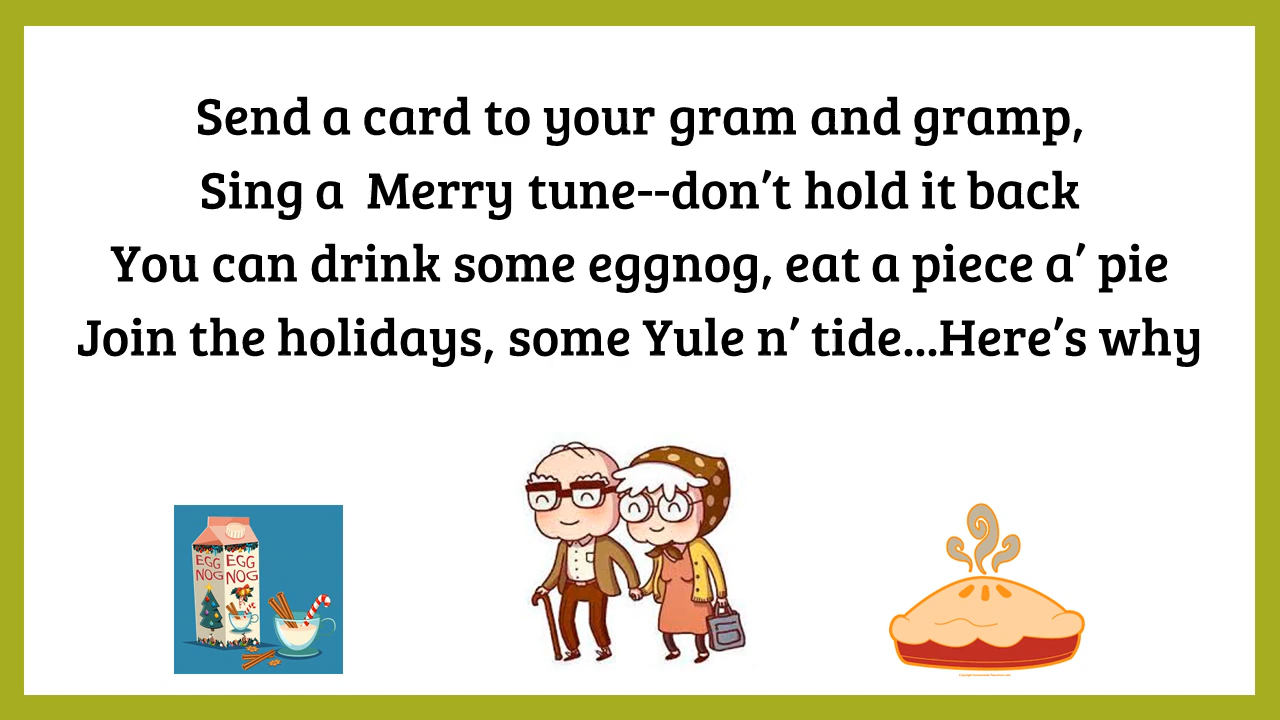 Send a card to your gram and gramp,
Sing a  Merry tune--don't hold it back
You can drink some eggnog, eat a piece a' pie
Join the holidays, some Yule n' tide...Here's why
EGG NOG
EGG NOG